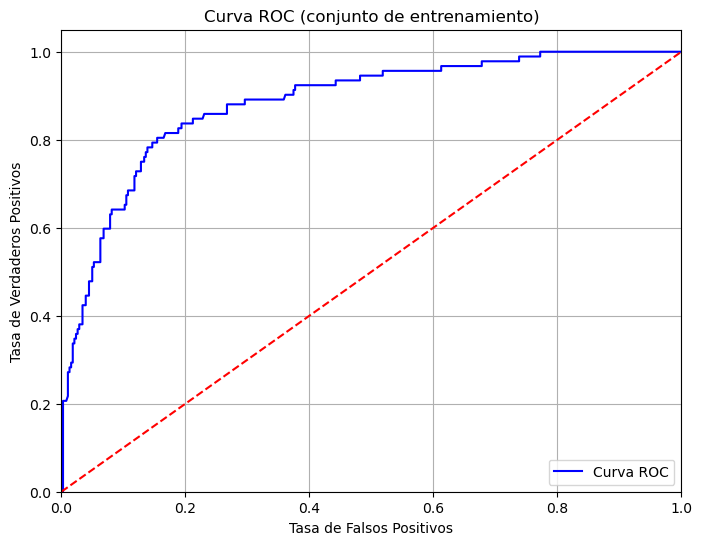 Curva ROC (conjunto de entrenamiento)
Tasa de Verdaderos Positivos
1.0
0.8
0.6
0.4
0.2
0.0
0.0 0.2 0.4 0.6 0.8 1.0
Tasa de Falsos Positivos
Curva ROC